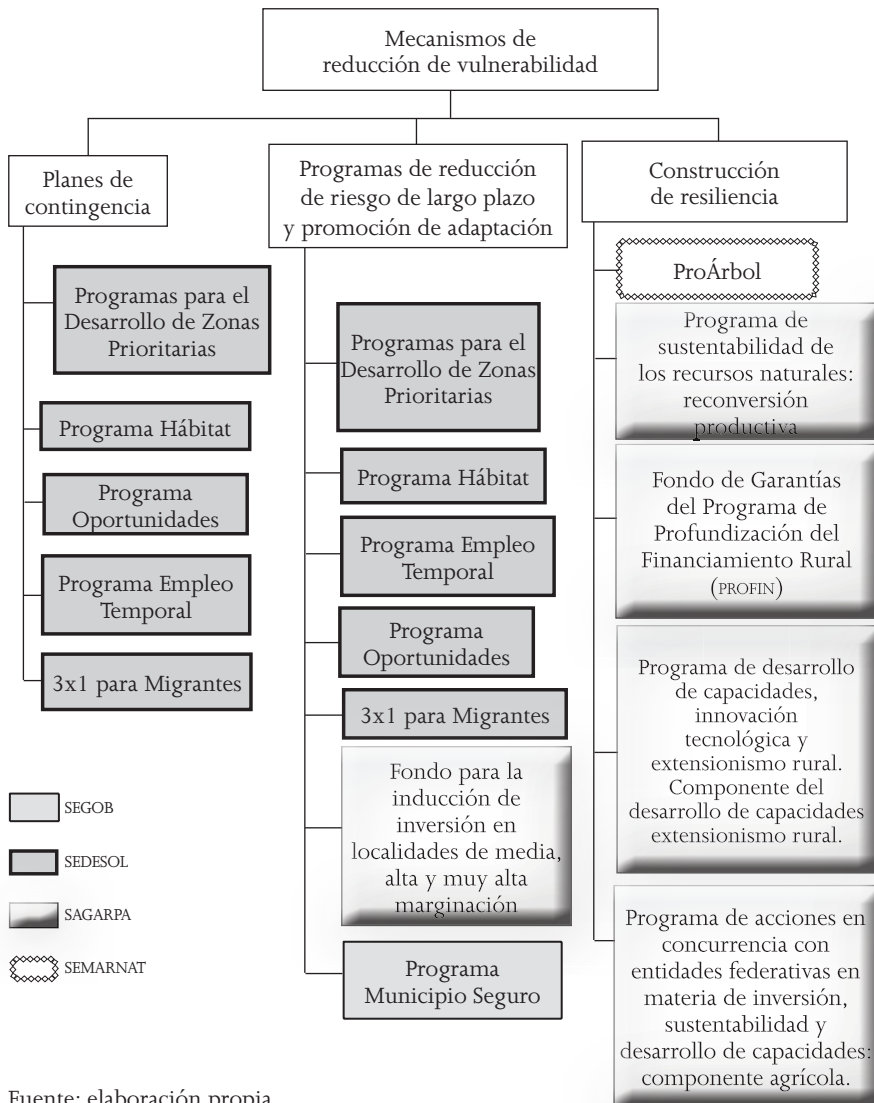 Mecanismos de
reducción de vulnerabilidad
Planes de
contingencia
Programas para el
Desarrollo de Zonas
Prioritarias
Programa Hábitat
Programa
Oportunidades
Programa Empleo
Temporal
3x1 para Migrantes
Programas de reducción
de riesgo de largo plazo
y promoción de adaptación
Programas para el
Desarrollo de Zonas
Prioritarias
Programa Hábitat
Programa Empleo
Temporal
Programa
Oportunidades
3x1 para Migrantes
Fondo para la
inducción de
inversión en
localidades de media,
alta y muy alta
marginación
Programa
Municipio Seguro
Construcción
de resiliencia
ProÁrbol
Programa de
sustentabilidad de
los recursos naturales:
reconversión
productiva
Fondo de Garantías
del Programa de
Profundización del
Financiamiento Rural
(PROFIN)
Programa de desarrollo
de capacidades,
innovación
tecnológica y
extensionismo rural.
Componente del
desarrollo de capacidades
extensionismo rural.
Programa de acciones en
concurrencia con
entidades federativas en
materia de inversión,
sustentabilidad y
desarrollo de capacidades:
componente agrícola.
SEGOB
SEDESOL
SAGARPA
SEMARNAT
Fuente: elaboración propia